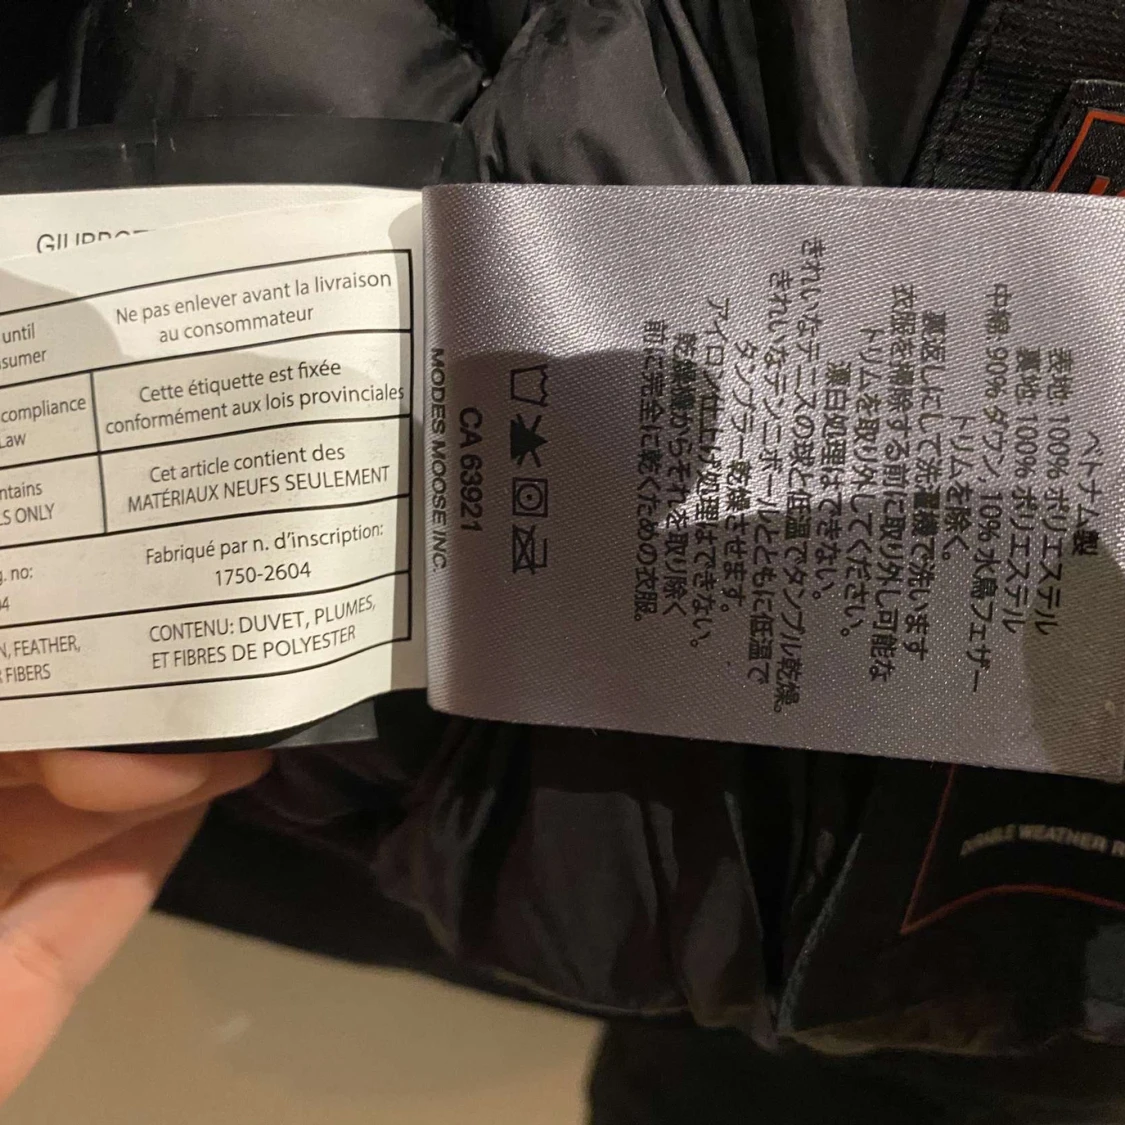 Ne pas enlever avant la livraison
au consommateur
until
sumer
Cette étiquette est fixée
conformément aux lois provinciales
compliance
Law
Cet article contient des
MATÉRIAUX NEUFS SEULEMENT
ntains
S ONLY
Fabriqué par n. d'inscription:
1750-2604
. no:
4
CONTENU: DUVET, PLUMES,
ET FIBRES DE POLYESTER
N, FEATHER,
FIBERS
ベトナム製
表地: 100% ポリエステル
裏地: 100% ポリエステル
中綿: 90% ダウン, 10% 水鳥フェザー
トリムを除く。
裏返しにして洗濯機で洗います
衣服を掃除する前に取り外し可能な
トリムを取り外してください。
漂白処理はできない。
きれいなテニスの球と低温でタンブル乾燥。
きれいなテンニボールとともに低温で
タンブラー乾燥させます。
アイロン仕上げ処理はできない。
乾燥機からそれを取り除く
前に完全に乾くための衣服。
CA 63921
MODES MOOSE INC.
WEATHER